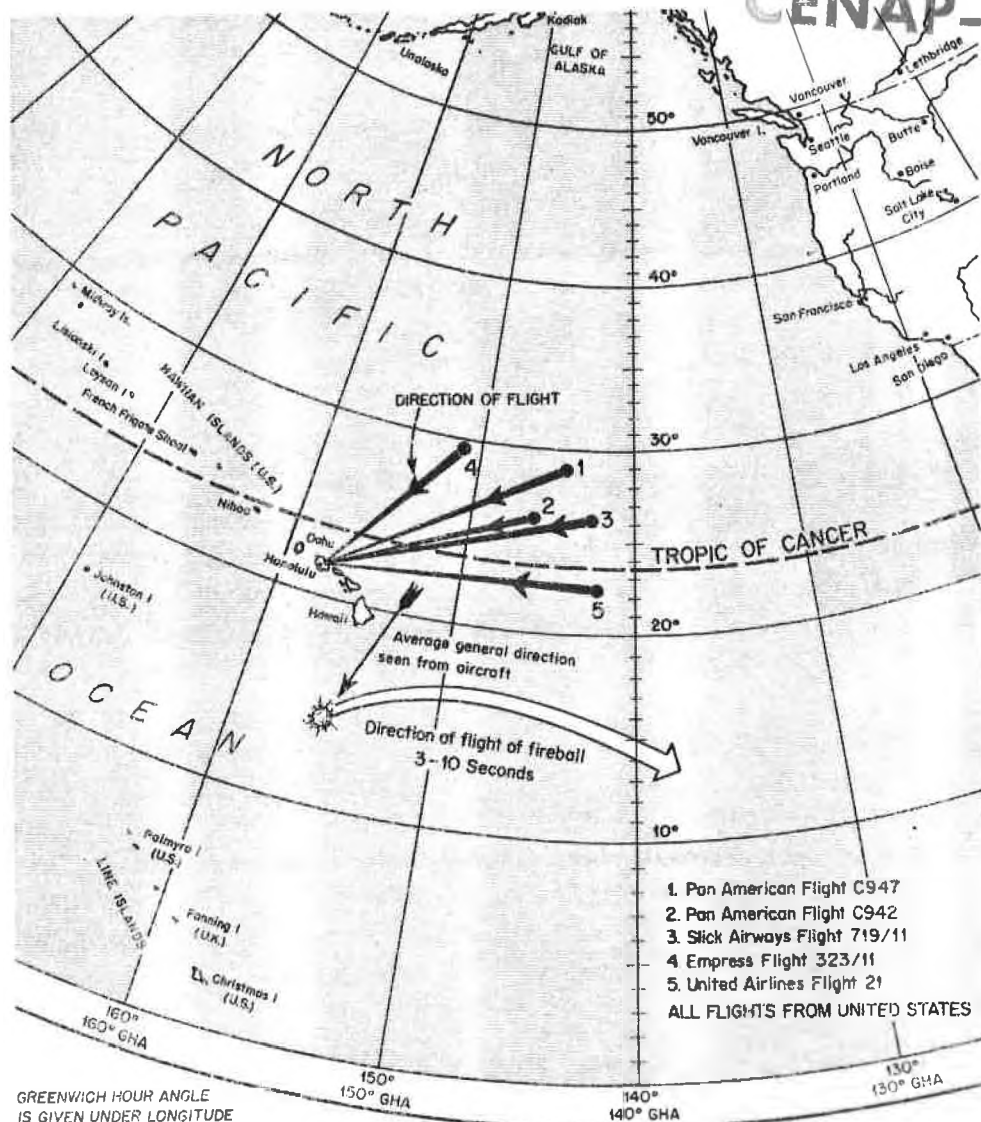 CENAP-
Kodiak
Unalaska
GULF OF
ALASKA
Lethbridge
Vancouver
50°
Vancouver I.
Seattle
Butte
Portland
Boise
Salt Lake
City
NORTH
PACIFIC
OCEAN
40°
San Francisco
Los Angeles
San Diego
Midway Is.
Lisianski I
Laysan I
French Frigate Shoal
HAWIIAN ISLANDS (U.S.)
Nihoa
DIRECTION OF FLIGHT
30°
4
1
2
3
5
Oahu
Honolulu
Hawaii
TROPIC OF CANCER
Johnston I
(U.S.)
20°
Average general direction
seen from aircraft
Direction of flight of fireball
3-10 Seconds
10°
Palmyra I
(U.S.)
LINE ISLANDS
Fanning I
(U.K.)
Christmas I
(U.S.)
1. Pan American Flight C947
2. Pan American Flight C942
3. Slick Airways Flight 719/11
4. Empress Flight 323/11
5. United Airlines Flight 21
ALL FLIGHTS FROM UNITED STATES
160°
160° GHA
150°
150° GHA
140°
140° GHA
130°
130° GHA
GREENWICH HOUR ANGLE
IS GIVEN UNDER LONGITUDE